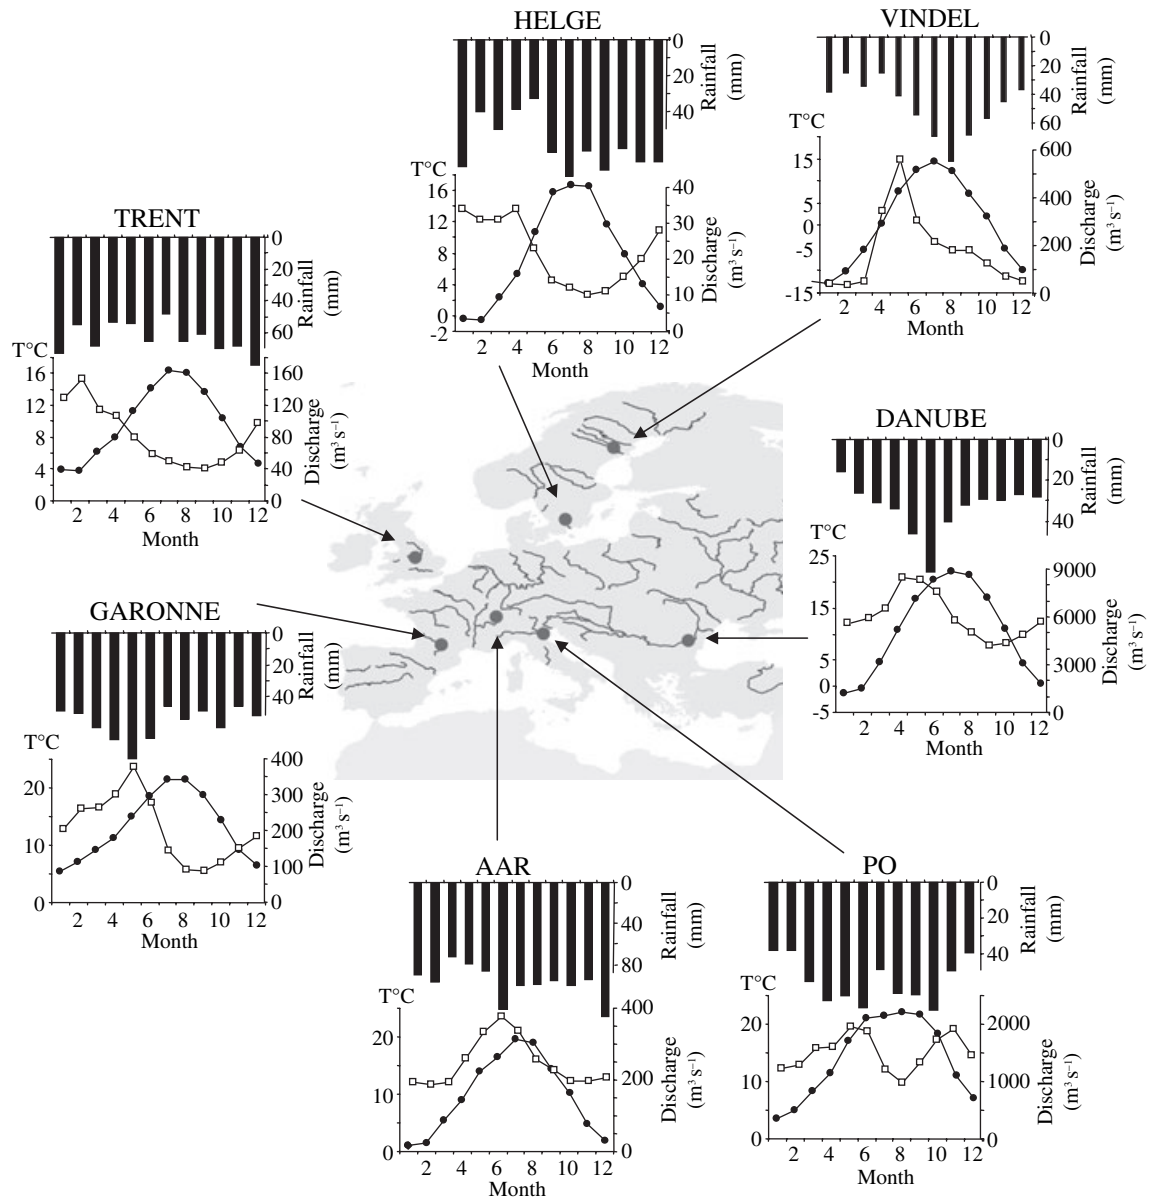 HELGE
0
20
40
Rainfall
(mm)
T°C
16
12
8
4
0
-2
40
30
20
10
0
Discharge
(m³ s⁻¹)
2 4 6 8 10 12
Month
VINDEL
0
20
40
60
Rainfall
(mm)
T°C
15
5
0
-5
-15
600
400
200
0
Discharge
(m³ s⁻¹)
2 4 6 8 10 12
Month
TRENT
0
20
40
60
Rainfall
(mm)
T°C
16
12
8
4
0
160
120
80
40
0
Discharge
(m³ s⁻¹)
2 4 6 8 10 12
Month
DANUBE
0
20
40
Rainfall
(mm)
T°C
25
15
5
0
-5
9000
6000
3000
0
Discharge
(m³ s⁻¹)
2 4 6 8 10 12
Month
GARONNE
0
20
40
Rainfall
(mm)
T°C
20
10
0
400
300
200
100
0
Discharge
(m³ s⁻¹)
2 4 6 8 10 12
Month
AAR
0
40
80
Rainfall
(mm)
T°C
20
10
0
400
200
0
Discharge
(m³ s⁻¹)
2 4 6 8 10 12
Month
PO
0
20
40
Rainfall
(mm)
T°C
20
10
0
2000
1000
0
Discharge
(m³ s⁻¹)
2 4 6 8 10 12
Month